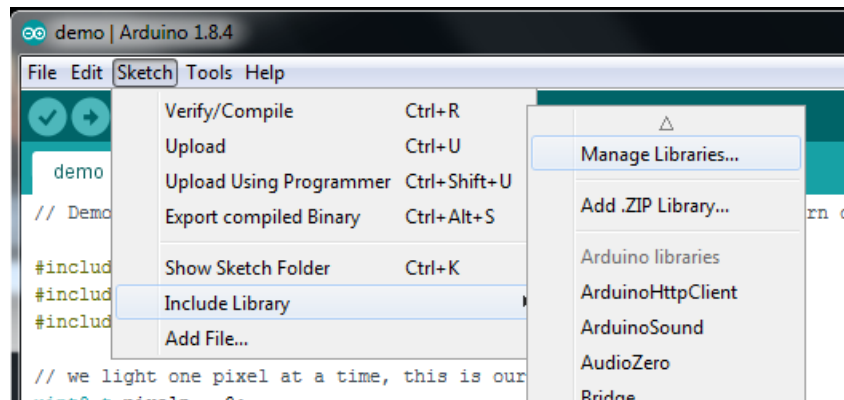 demo | Arduino 1.8.4
File Edit Sketch Tools Help
Verify/Compile Ctrl+R
Upload Ctrl+U
Upload Using Programmer Ctrl+Shift+U
Export compiled Binary Ctrl+Alt+S
Show Sketch Folder Ctrl+K
Include Library
Add File...
Manage Libraries...
Add .ZIP Library...
Arduino libraries
ArduinoHttpClient
ArduinoSound
AudioZero
Bridge
demo
// Demo
#includ
#includ
#includ
// we light one pixel at a time, this is our